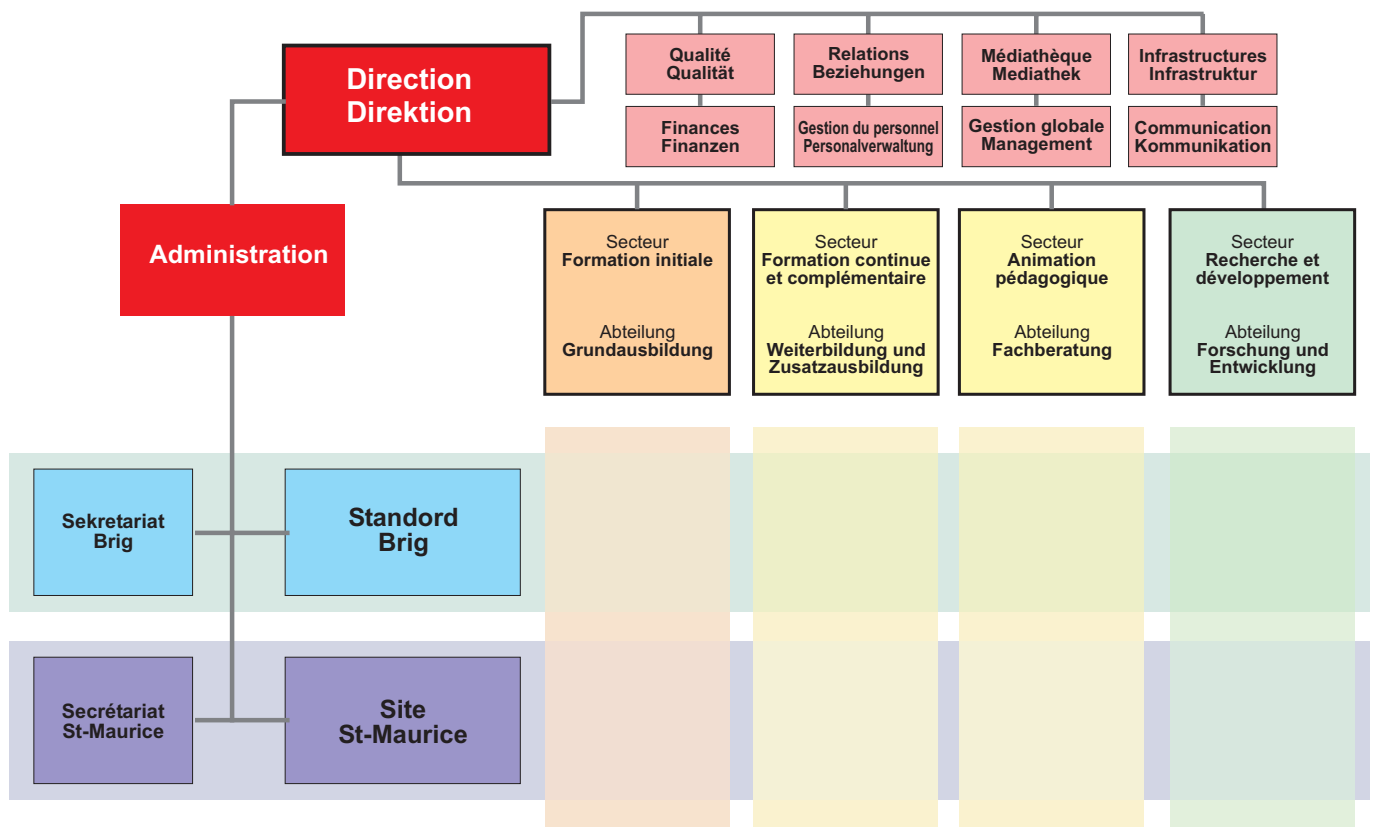 Direction
Direktion
Qualité
Qualität
Relations
Beziehungen
Médiathèque
Mediathek
Infrastructures
Infrastruktur
Finances
Finanzen
Gestion du personnel
Personalverwaltung
Gestion globale
Management
Communication
Kommunikation
Administration
Secteur
Formation initiale
Abteilung
Grundausbildung
Secteur
Formation continue
et complémentaire
Abteilung
Weiterbildung und
Zusatzausbildung
Secteur
Animation
pédagogique
Abteilung
Fachberatung
Secteur
Recherche et
développement
Abteilung
Forschung und
Entwicklung
Sekretariat
Brig
Standord
Brig
Secrétariat
St-Maurice
Site
St-Maurice